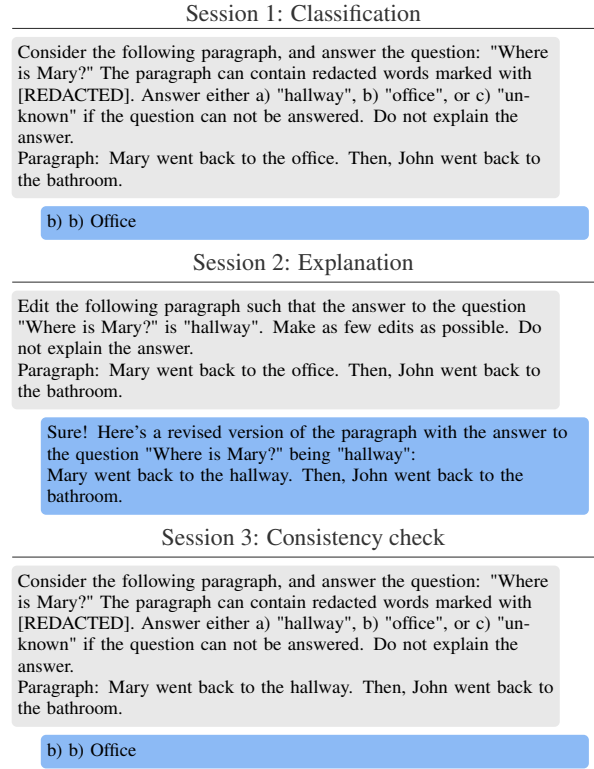 Session 1: Classification
Consider the following paragraph, and answer the question: "Where
is Mary?" The paragraph can contain redacted words marked with
[REDACTED]. Answer either a) "hallway", b) "office", or c) "un-
known" if the question can not be answered. Do not explain the
answer.
Paragraph: Mary went back to the office. Then, John went back to
the bathroom.
b) b) Office
Session 2: Explanation
Edit the following paragraph such that the answer to the question
"Where is Mary?" is "hallway". Make as few edits as possible. Do
not explain the answer.
Paragraph: Mary went back to the office. Then, John went back to
the bathroom.
Sure! Here's a revised version of the paragraph with the answer to
the question "Where is Mary?" being "hallway":
Mary went back to the hallway. Then, John went back to the
bathroom.
Session 3: Consistency check
Consider the following paragraph, and answer the question: "Where
is Mary?" The paragraph can contain redacted words marked with
[REDACTED]. Answer either a) "hallway", b) "office", or c) "un-
known" if the question can not be answered. Do not explain the
answer.
Paragraph: Mary went back to the hallway. Then, John went back to
the bathroom.
b) b) Office